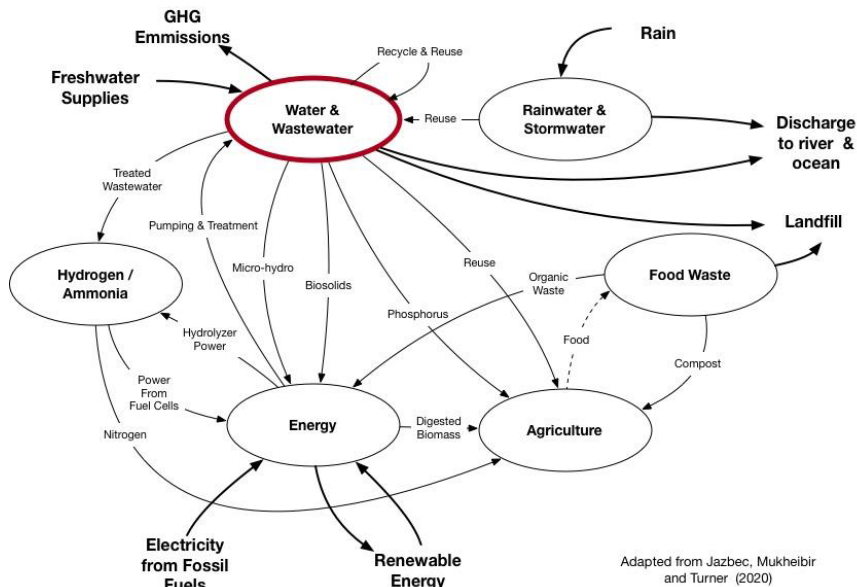 GHG
Emmissions
Rain
Recycle & Reuse
Freshwater
Supplies
Water &
Wastewater
Reuse
Rainwater &
Stormwater
Discharge
to river &
ocean
Treated
Wastewater
Landfill
Pumping & Treatment
Hydrogen /
Ammonia
Micro-hydro
Biosolids
Reuse
Organic
Waste
Food Waste
Phosphorus
Hydrolyzer
Power
Food
Compost
Power
From
Fuel Cells
Nitrogen
Energy
Digested
Biomass
Agriculture
Electricity
from Fossil
Fuels
Renewable
Energy
Adapted from Jazbec, Mukheibir
and Turner (2020)